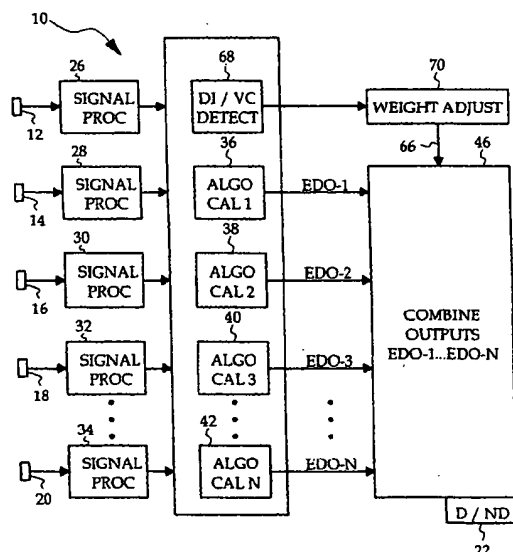 10
26
SIGNAL
PROC
12
68
DI / VC
DETECT
70
WEIGHT ADJUST
66
46
28
SIGNAL
PROC
14
36
ALGO
CAL 1
EDO-1
30
SIGNAL
PROC
16
38
ALGO
CAL 2
EDO-2
COMBINE
OUTPUTS
EDO-1...EDO-N
32
SIGNAL
PROC
18
40
ALGO
CAL 3
EDO-3
34
SIGNAL
PROC
20
42
ALGO
CAL N
EDO-N
D / ND
22